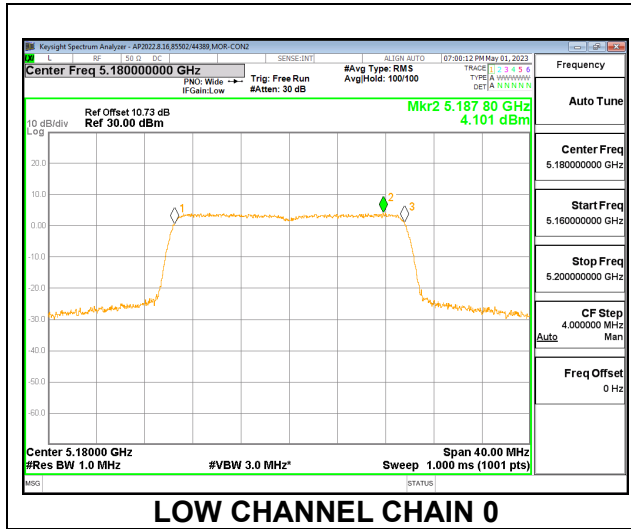 Keysight Spectrum Analyzer - AP2022.8.16,85502/44389,MOR-CON2
L RF 50 Ω DC SENSE:INT ALIGN AUTO 07:00:12 PM May 01, 2023
Center Freq 5.180000000 GHz
PNO: Wide
IFGain:Low
Trig: Free Run
#Atten: 30 dB
#Avg Type: RMS
Avg|Hold: 100/100
TRACE 1 2 3 4 5 6
TYPE A WWWWW
DET A N N N N N
Frequency
Ref Offset 10.73 dB
Ref 30.00 dBm
Mkr2 5.187 80 GHz
4.101 dBm
10 dB/div
Log
20.0
10.0
0.00
-10.0
-20.0
-30.0
-40.0
-50.0
-60.0
1
2
3
Center 5.18000 GHz
Span 40.00 MHz
#Res BW 1.0 MHz
#VBW 3.0 MHz*
Sweep 1.000 ms (1001 pts)
MSG
STATUS
Auto Tune
Center Freq
5.180000000 GHz
Start Freq
5.160000000 GHz
Stop Freq
5.200000000 GHz
CF Step
4.000000 MHz
Auto Man
Freq Offset
0 Hz
LOW CHANNEL CHAIN 0